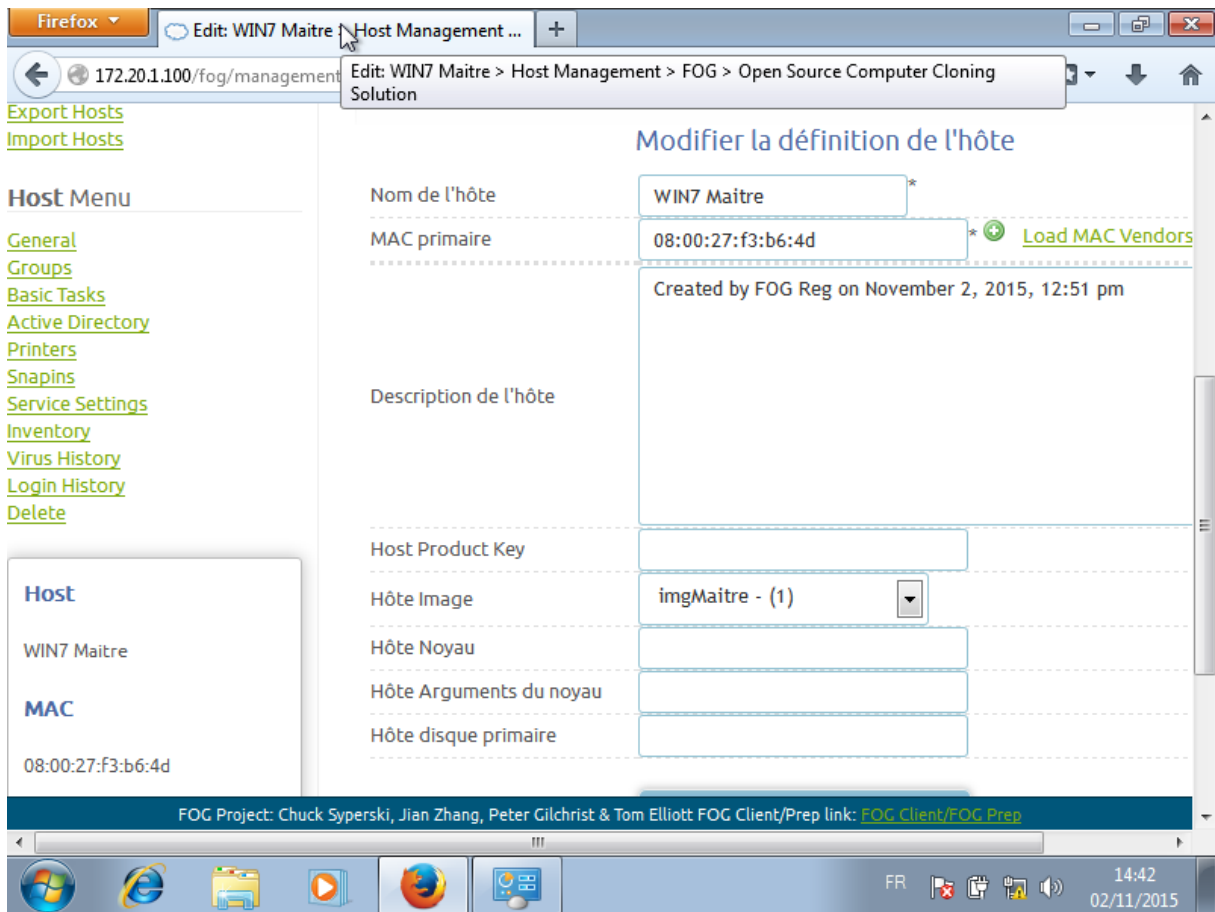 Firefox
Edit: WIN7 Maitre > Host Management ...
172.20.1.100/fog/management
Edit: WIN7 Maitre > Host Management > FOG > Open Source Computer Cloning
Solution
Export Hosts
Import Hosts
Host Menu
General
Groups
Basic Tasks
Active Directory
Printers
Snapins
Service Settings
Inventory
Virus History
Login History
Delete
Host
WIN7 Maitre
MAC
08:00:27:f3:b6:4d
Modifier la définition de l'hôte
Nom de l'hôte WIN7 Maitre *
MAC primaire 08:00:27:f3:b6:4d * Load MAC Vendors
Description de l'hôte Created by FOG Reg on November 2, 2015, 12:51 pm
Host Product Key
Hôte Image imgMaitre - (1)
Hôte Noyau
Hôte Arguments du noyau
Hôte disque primaire
FOG Project: Chuck Syperski, Jian Zhang, Peter Gilchrist & Tom Elliott FOG Client/Prep link: FOG Client/FOG Prep
FR
14:42
02/11/2015